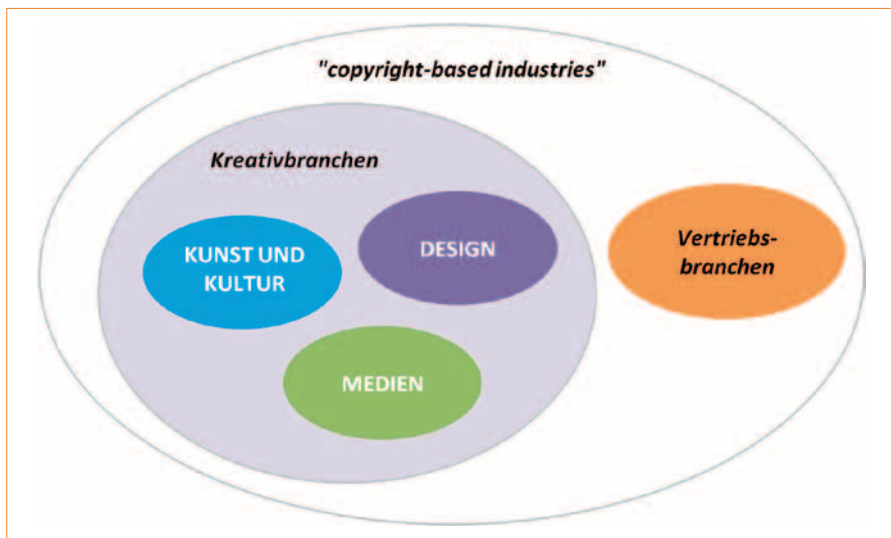 "copyright-based industries"
Kreativbranchen
KUNST UND
KULTUR
DESIGN
MEDIEN
Vertriebs-
branchen